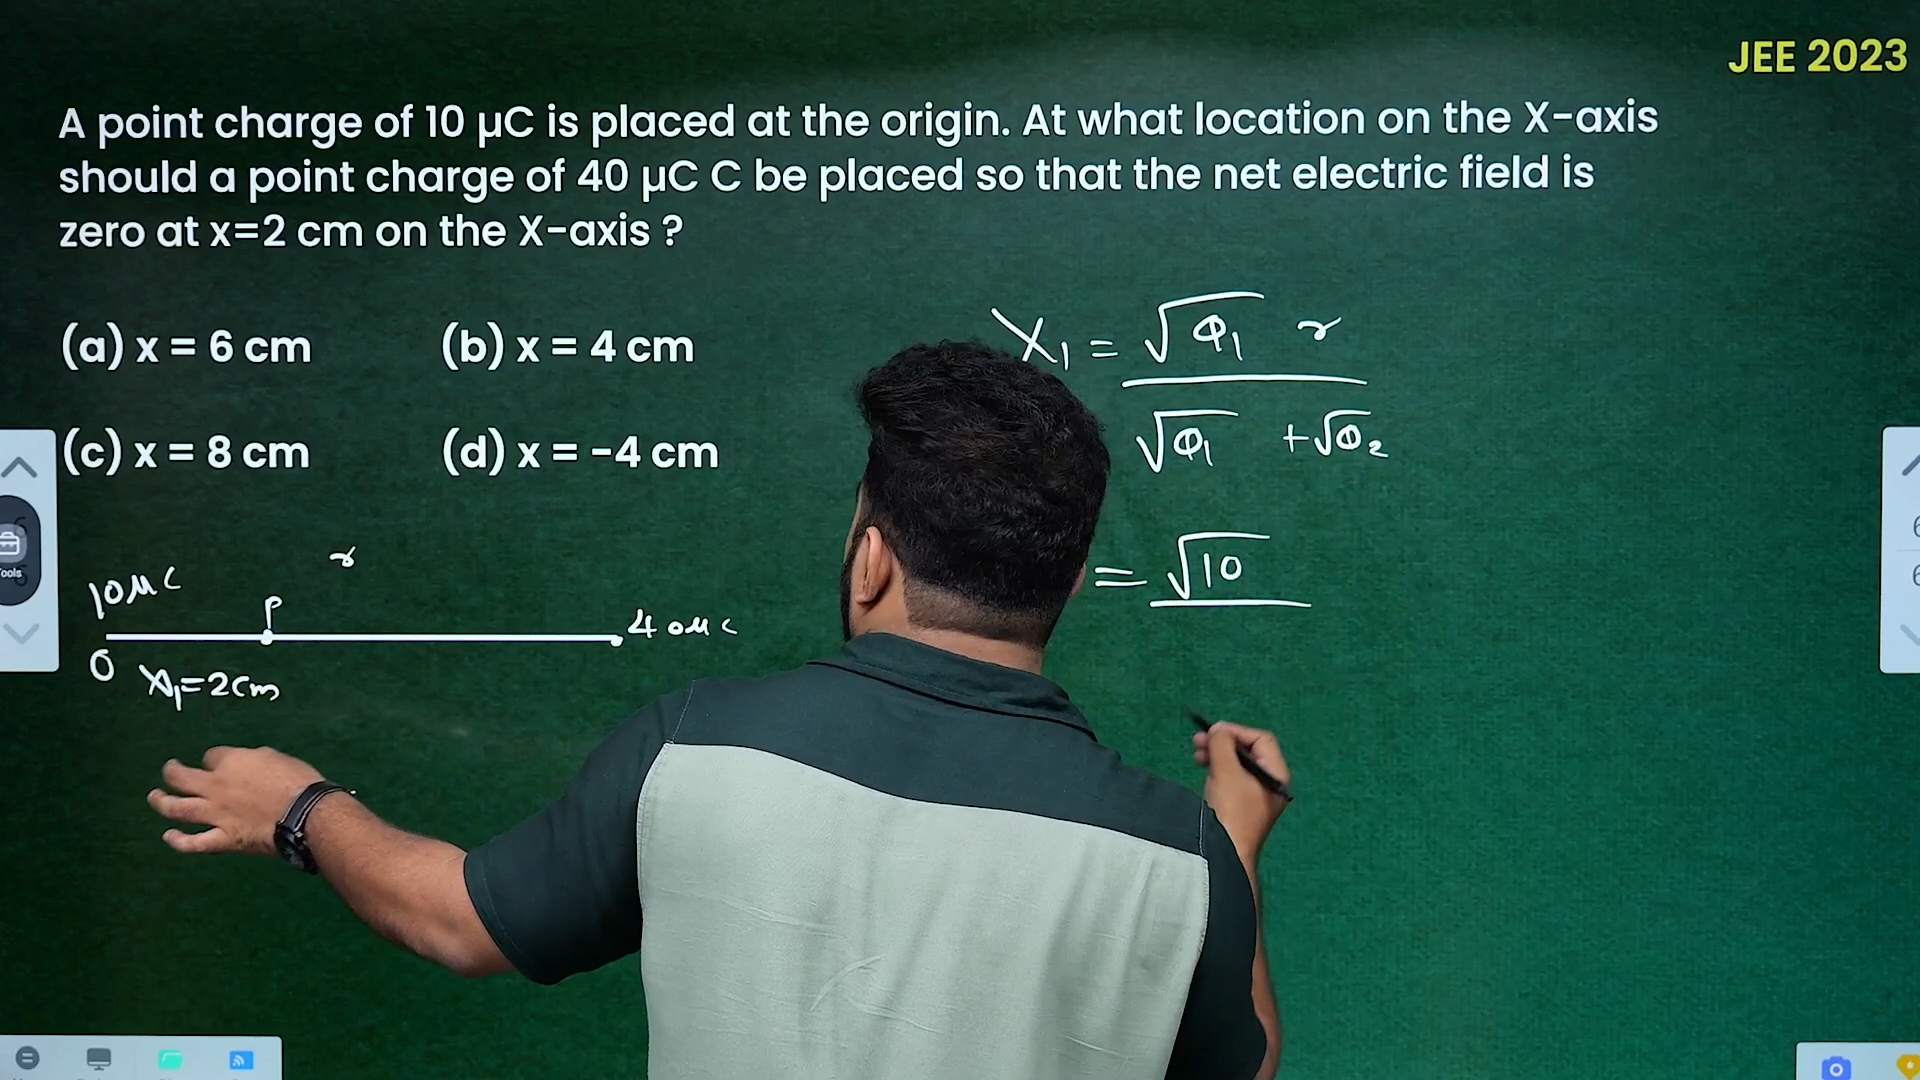 JEE 2023
A point charge of 10 μC is placed at the origin. At what location on the X-axis
should a point charge of 40 μC C be placed so that the net electric field is
zero at x=2 cm on the X-axis ?
(a) x = 6 cm
(b) x = 4 cm
(c) x = 8 cm
(d) x = -4 cm
X₁ = √Q₁ r
√Q₁ + √Q₂
= √10
r
10μC
P
40μC
0
X₁=2cm
Tools